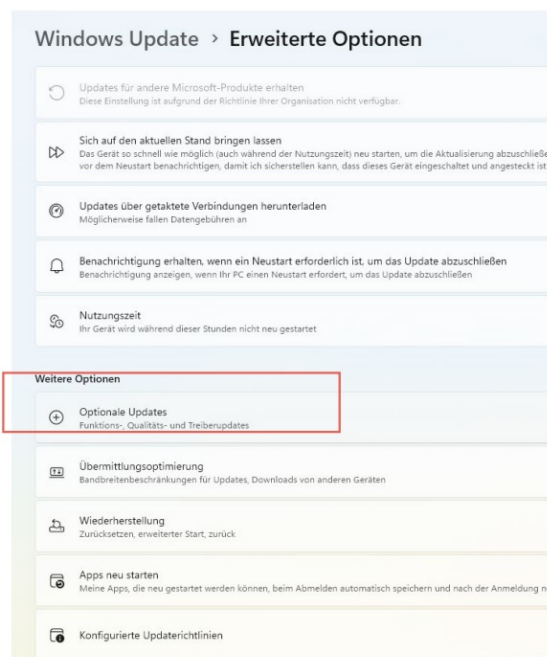 Windows Update > Erweiterte Optionen
Updates für andere Microsoft-Produkte erhalten
Diese Einstellung ist aufgrund der Richtlinie Ihrer Organisation nicht verfügbar.
Sich auf den aktuellen Stand bringen lassen
Das Gerät so schnell wie möglich (auch während der Nutzungszeit) neu starten, um die Aktualisierung abzuschließe
vor dem Neustart benachrichtigen, damit ich sicherstellen kann, dass dieses Gerät eingeschaltet und angesteckt ist
Updates über getaktete Verbindungen herunterladen
Möglicherweise fallen Datengebühren an
Benachrichtigung erhalten, wenn ein Neustart erforderlich ist, um das Update abzuschließen
Benachrichtigung anzeigen, wenn Ihr PC einen Neustart erfordert, um das Update abzuschließen
Nutzungszeit
Ihr Gerät wird während dieser Stunden nicht neu gestartet
Weitere Optionen
Optionale Updates
Funktions-, Qualitäts- und Treiberupdates
Übermittlungsoptimierung
Bandbreitenbeschränkungen für Updates, Downloads von anderen Geräten
Wiederherstellung
Zurücksetzen, erweiterter Start, zurück
Apps neu starten
Meine Apps, die neu gestartet werden können, beim Abmelden automatisch speichern und nach der Anmeldung n
Konfigurierte Updaterichtlinien